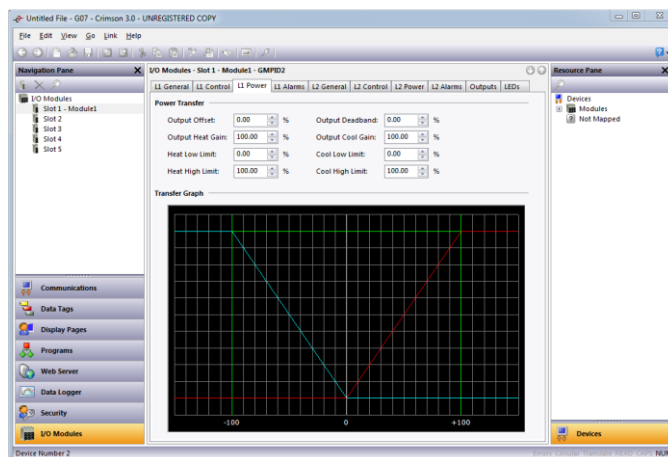 Untitled File - G07 - Crimson 3.0 - UNREGISTERED COPY
File Edit View Go Link Help
Navigation Pane
I/O Modules
Slot 1 - Module1
Slot 2
Slot 3
Slot 4
Slot 5
Communications
Data Tags
Display Pages
Programs
Web Server
Data Logger
Security
I/O Modules
I/O Modules - Slot 1 - Module1 - GMPID2
L1 General L1 Control L1 Power L1 Alarms L2 General L2 Control L2 Power L2 Alarms Outputs LEDs
Power Transfer
Output Offset: 0.00 % Output Deadband: 0.00 %
Output Heat Gain: 100.00 % Output Cool Gain: 100.00 %
Heat Low Limit: 0.00 % Cool Low Limit: 0.00 %
Heat High Limit: 100.00 % Cool High Limit: 100.00 %
Transfer Graph
-100 0 +100
Resource Pane
Devices
Modules
Not Mapped
Devices
Device Number 2
Errors Circular Translate READ CAPS NUM